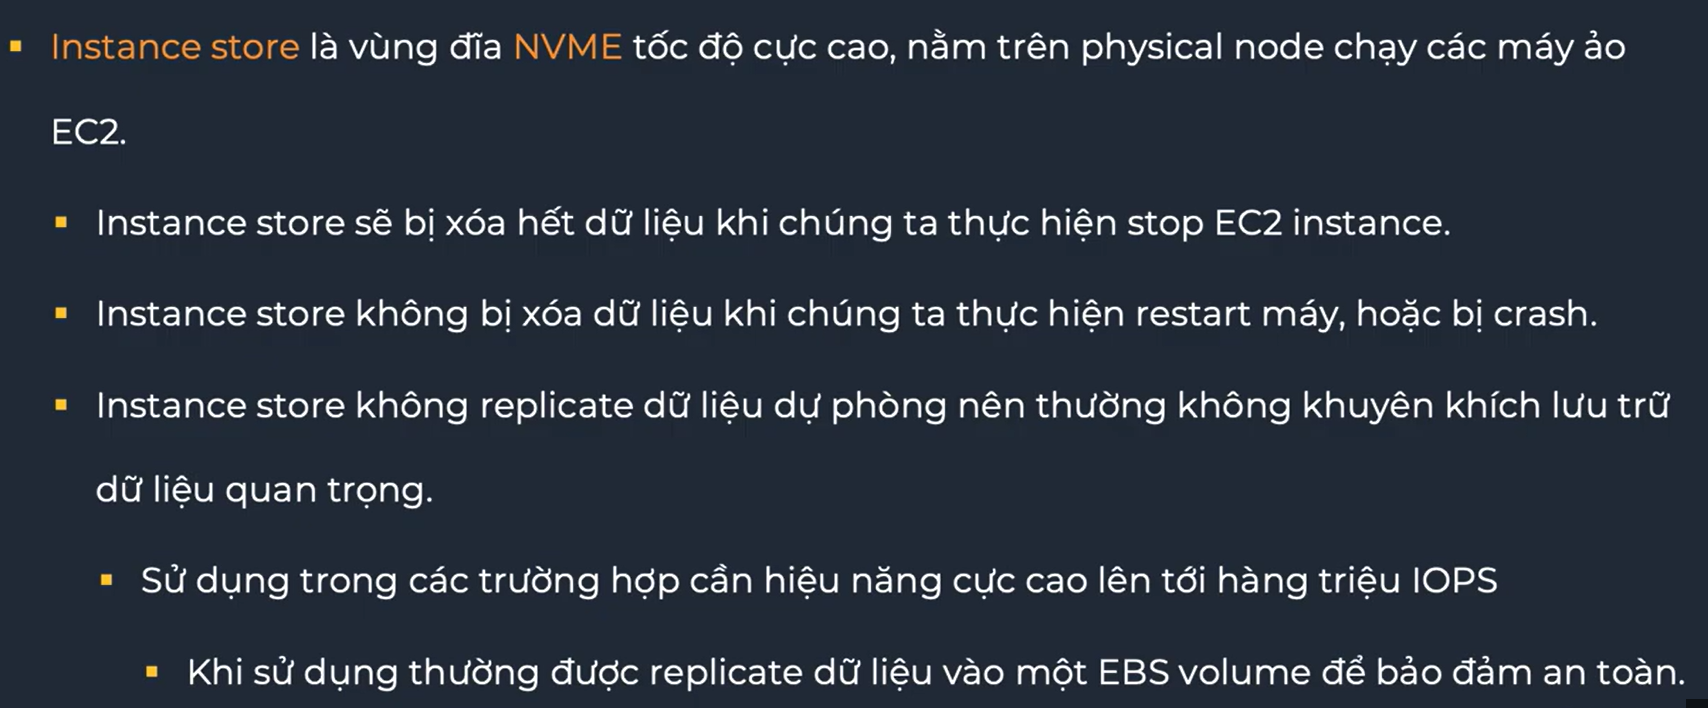 Instance store là vùng đĩa NVME tốc độ cực cao, nằm trên physical node chạy các máy ảo
EC2.
Instance store sẽ bị xóa hết dữ liệu khi chúng ta thực hiện stop EC2 instance.
Instance store không bị xóa dữ liệu khi chúng ta thực hiện restart máy, hoặc bị crash.
Instance store không replicate dữ liệu dự phòng nên thường không khuyên khích lưu trữ
dữ liệu quan trọng.
Sử dụng trong các trường hợp cần hiệu năng cực cao lên tới hàng triệu IOPS
Khi sử dụng thường được replicate dữ liệu vào một EBS volume để bảo đảm an toàn.